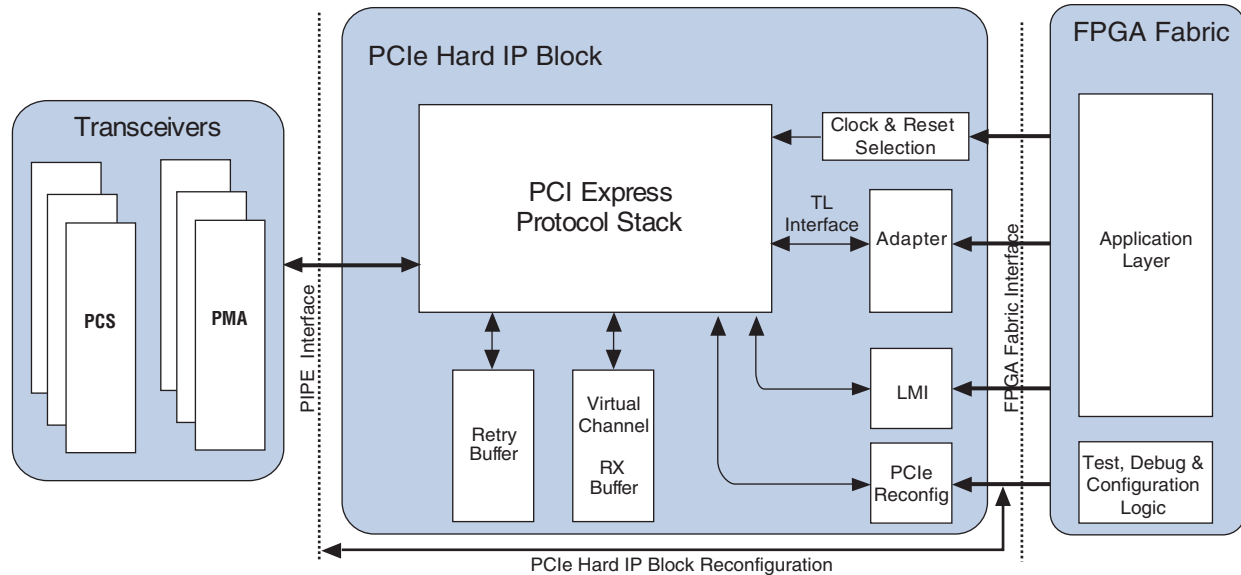 Transceivers
PCS
PMA
PIPE Interface
PCIe Hard IP Block
PCI Express
Protocol Stack
Clock & Reset
Selection
TL
Interface
Adapter
LMI
PCIe
Reconfig
Retry
Buffer
Virtual
Channel
RX
Buffer
FPGA Fabric Interface
FPGA Fabric
Application
Layer
Test, Debug &
Configuration
Logic
PCIe Hard IP Block Reconfiguration